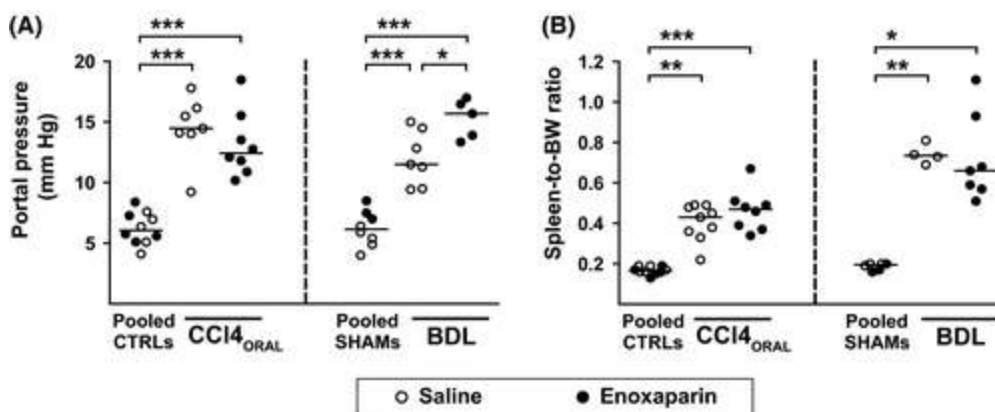 (A)
Portal pressure
(mm Hg)
20
15
10
5
***
***
***
***
*
Pooled
CTRLs
CCl4ORAL
Pooled
SHAMs
BDL
(B)
Spleen-to-BW ratio
1.2
1.0
0.8
0.6
0.4
0.2
***
**
*
**
Pooled
CTRLs
CCl4ORAL
Pooled
SHAMs
BDL
Saline
Enoxaparin